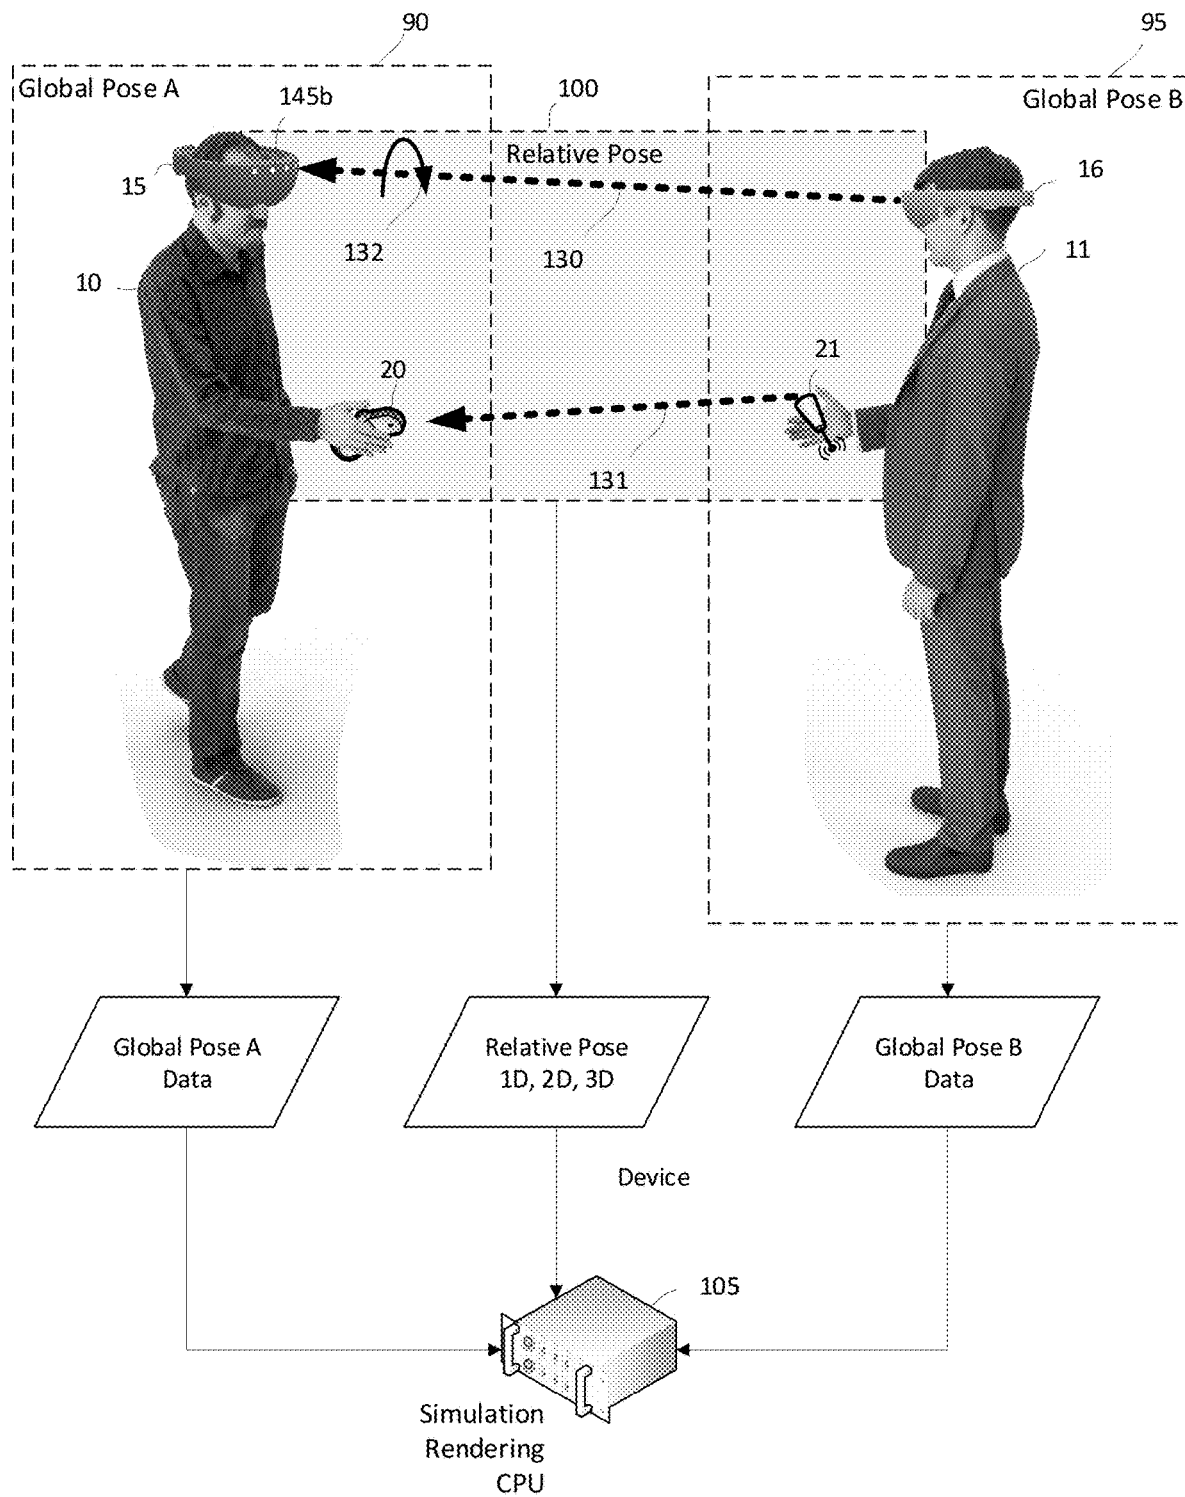 90
95
Global Pose A
145b
100
Global Pose B
Relative Pose
15
16
132
130
11
10
20
21
131
Global Pose A
Data
Relative Pose
1D, 2D, 3D
Global Pose B
Data
Device
105
Simulation
Rendering
CPU